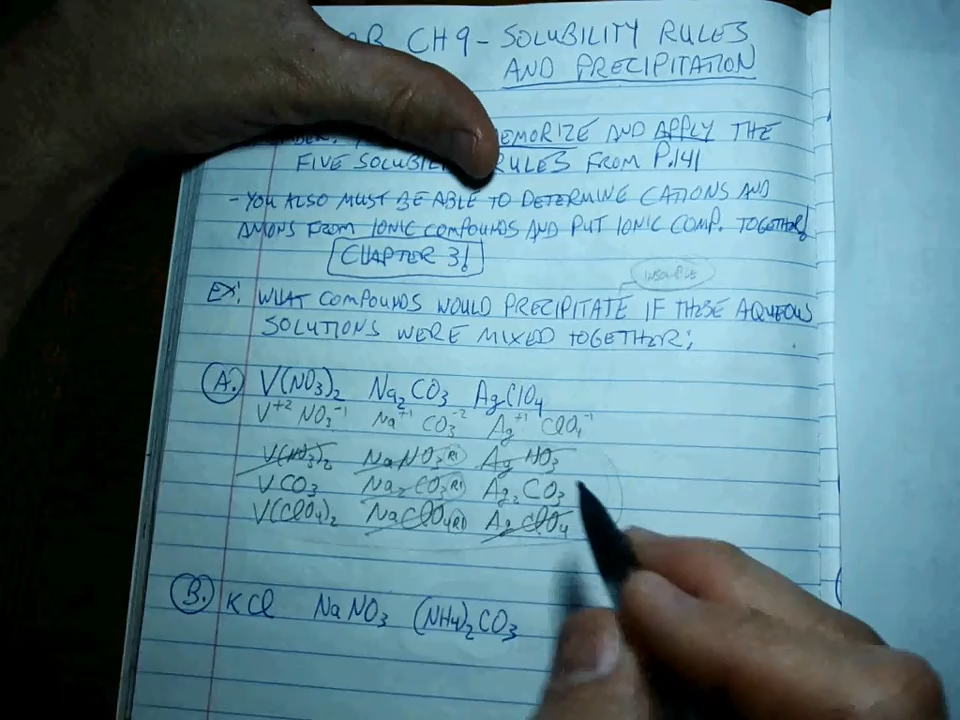 CH 9 - SOLUBILITY RULES
AND PRECIPITATION
MEMORIZE AND APPLY THE
FIVE SOLUBIL RULES FROM P.141
- YOU ALSO MUST BE ABLE TO DETERMINE CATIONS AND
ANIONS FROM IONIC COMPOUNDS AND PUT IONIC COMP. TOGETHER!
CHAPTER 3!
INSOLUBLE
EX: WHAT COMPOUNDS WOULD PRECIPITATE IF THESE AQUEOUS
SOLUTIONS WERE MIXED TOGETHER:
A. V(NO3)2 Na2CO3 AgClO4
V+2 NO3-1 Na+1 CO3-2 Ag+1 ClO4-1
V(NO3)2 NaNO3 R1 AgNO3
VCO3 Na2CO3 R1 Ag2CO3
V(ClO4)2 NaClO4 R1 AgClO4
B. KCl NaNO3 (NH4)2CO3